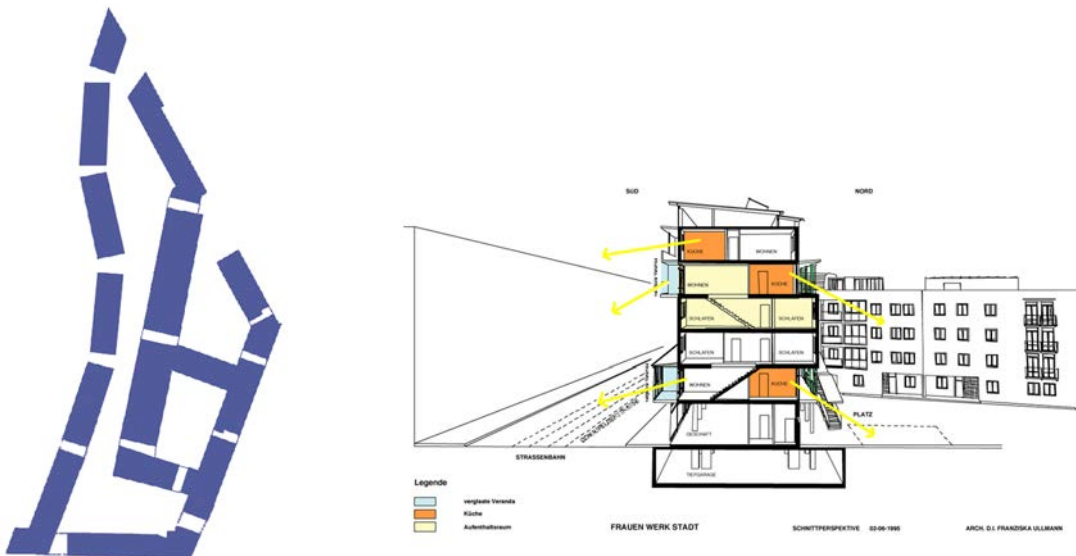 SÜD
NORD
KÜCHE
WOHNEN
WOHNEN
KÜCHE
SCHLAFEN
SCHLAFEN
SCHLAFEN
SCHLAFEN
WOHNEN
KÜCHE
PLATZ
GESCHÄFT
STRASSENBAHN
TIEFGARAGE
Legende
verglaste Veranda
Küche
Aufenthaltsraum
FRAUEN WERK STADT
SCHNITTPERSPEKTIVE 02-06-1995
ARCH. D.I. FRANZISKA ULLMANN